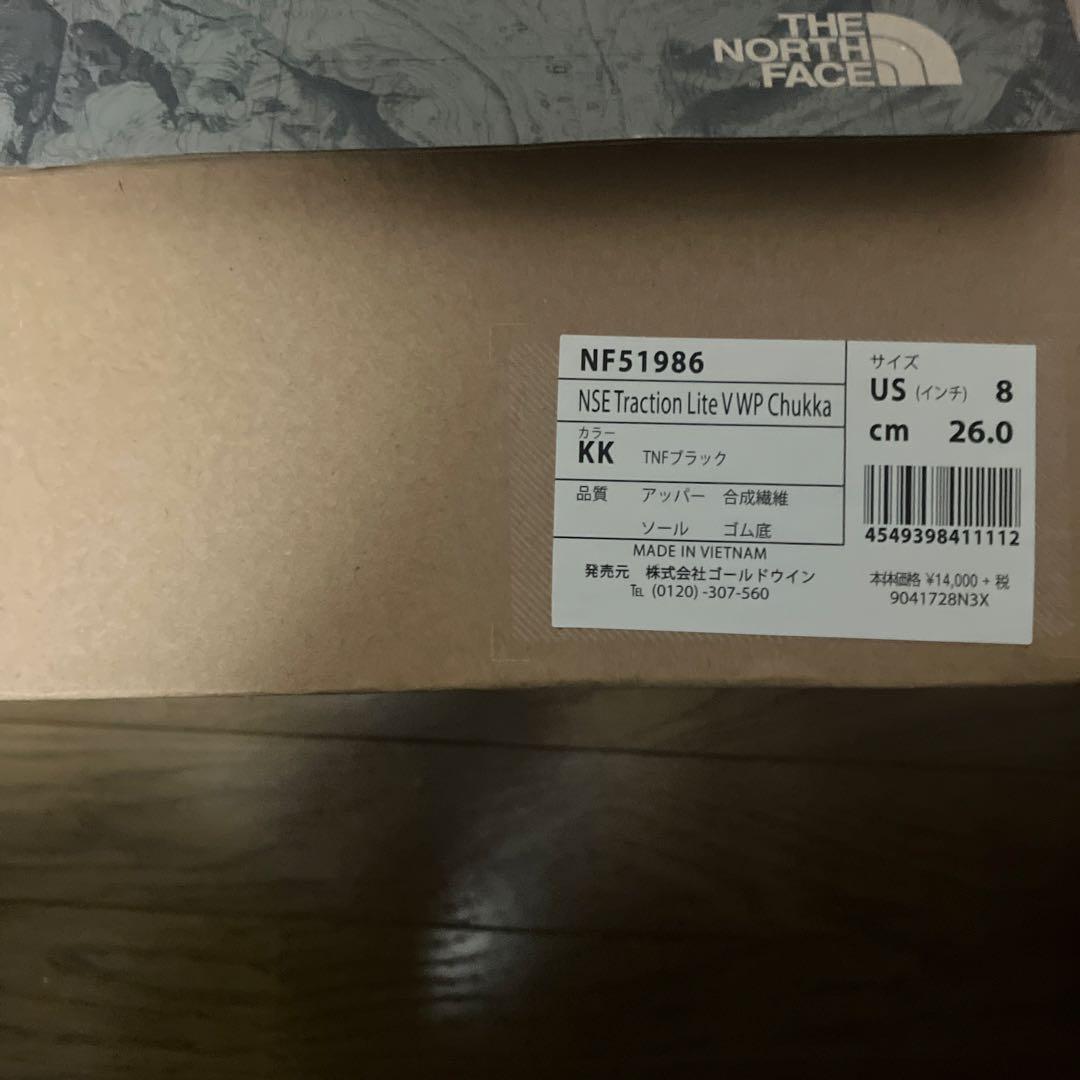 THE
NORTH
FACE
NF51986
NSE Traction Lite V WP Chukka
カラー
KK TNFブラック
品質 アッパー 合成繊維
ソール ゴム底
MADE IN VIETNAM
発売元 株式会社ゴールドウイン
TEL (0120) -307-560
サイズ
US (インチ) 8
cm 26.0
4549398411112
本体価格 ¥14,000 + 税
9041728N3X